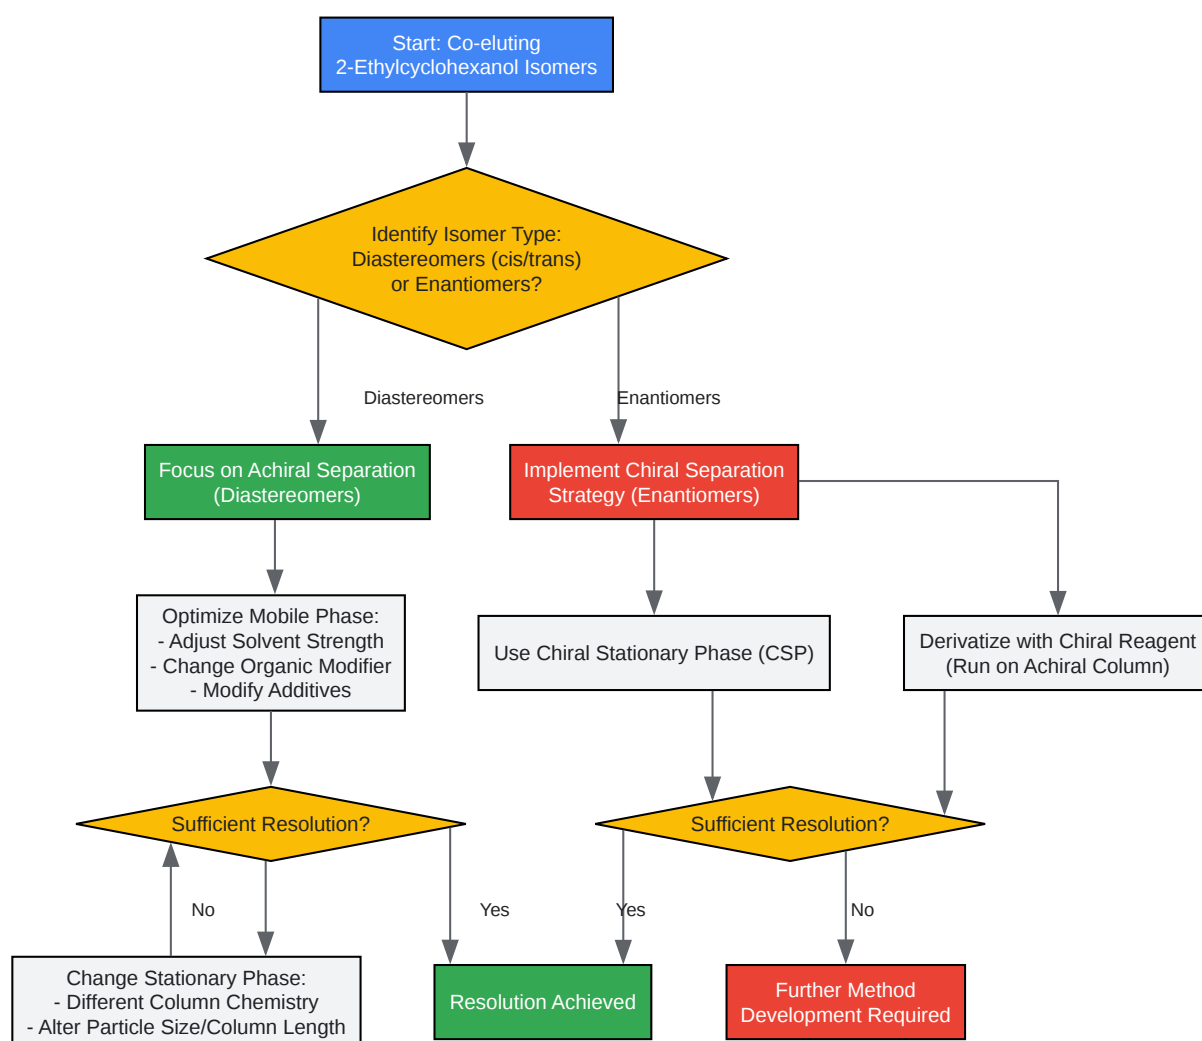 Start: Co-eluting
2-Ethylcyclohexanol Isomers
Identify Isomer Type:
Diastereomers (cis/trans)
or Enantiomers?
Diastereomers
Enantiomers
Focus on Achiral Separation
(Diastereomers)
Implement Chiral Separation
Strategy (Enantiomers)
Optimize Mobile Phase:
- Adjust Solvent Strength
- Change Organic Modifier
- Modify Additives
Use Chiral Stationary Phase (CSP)
Derivatize with Chiral Reagent
(Run on Achiral Column)
Sufficient Resolution?
Sufficient Resolution?
No
Yes
Yes
No
Change Stationary Phase:
- Different Column Chemistry
- Alter Particle Size/Column Length
Resolution Achieved
Further Method
Development Required